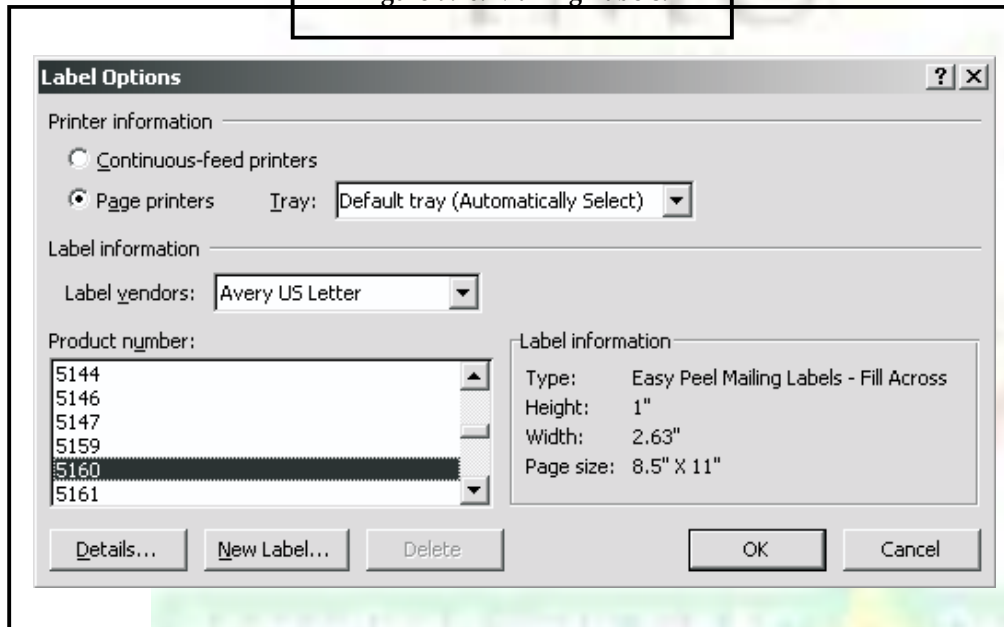 Label Options
Printer information
Continuous-feed printers
Page printers Tray: Default tray (Automatically Select)
Label information
Label vendors: Avery US Letter
Product number:
5144
5146
5147
5159
5160
5161
Label information
Type: Easy Peel Mailing Labels - Fill Across
Height: 1"
Width: 2.63"
Page size: 8.5" X 11"
Details... New Label... Delete OK Cancel